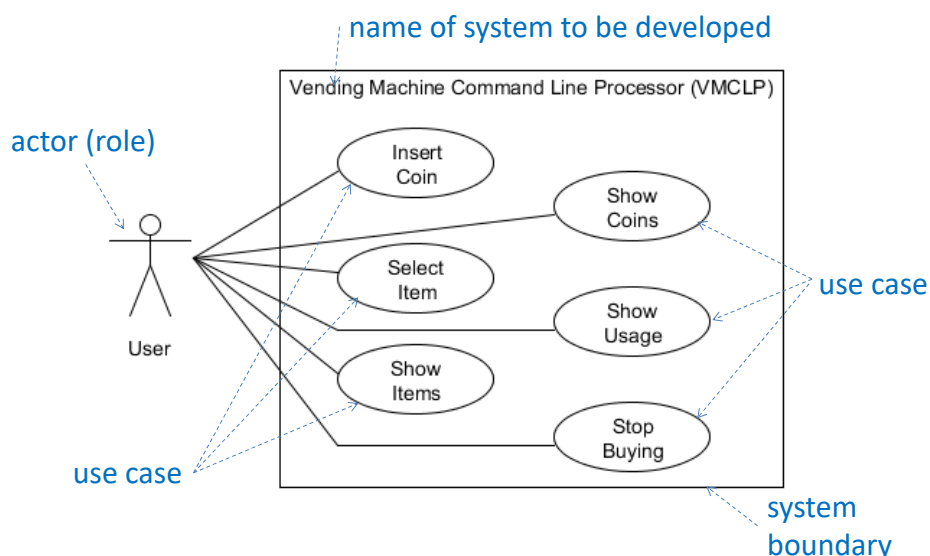 name of system to be developed
Vending Machine Command Line Processor (VMCLP)
actor (role)
Insert
Coin
Show
Coins
Select
Item
use case
Show
Usage
User
Show
Items
Stop
Buying
use case
system
boundary